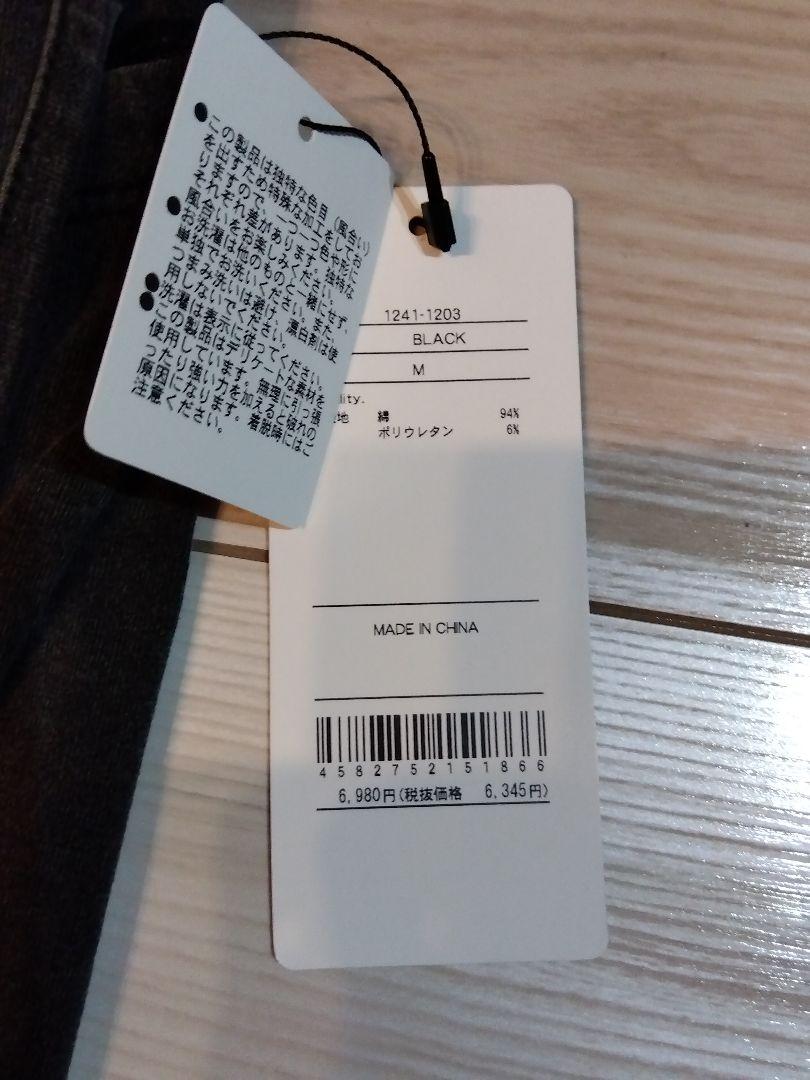 ●この製品は独特な色目（風合い）
を出すため特殊な加工をしてお
りますので、一つ一つ色や形に
それぞれ差があります。独特な
風合いをお楽しみください。
●お洗濯は他のものと一緒にせず、
単独でお洗いください。また、
つまみ洗いは避け、漂白剤は使
用しないでください。
●洗濯は表示に従ってください。
●この製品はデリケートな素材を
使用しています。無理に引っ張
ったり強い力を加えると破れの
原因になります。着脱時にはご
注意ください。
1241-1203
BLACK
M
lity.
地 綿 94%
ポリウレタン 6%
MADE IN CHINA
4582752151866
6,980円(税抜価格 6,345円)